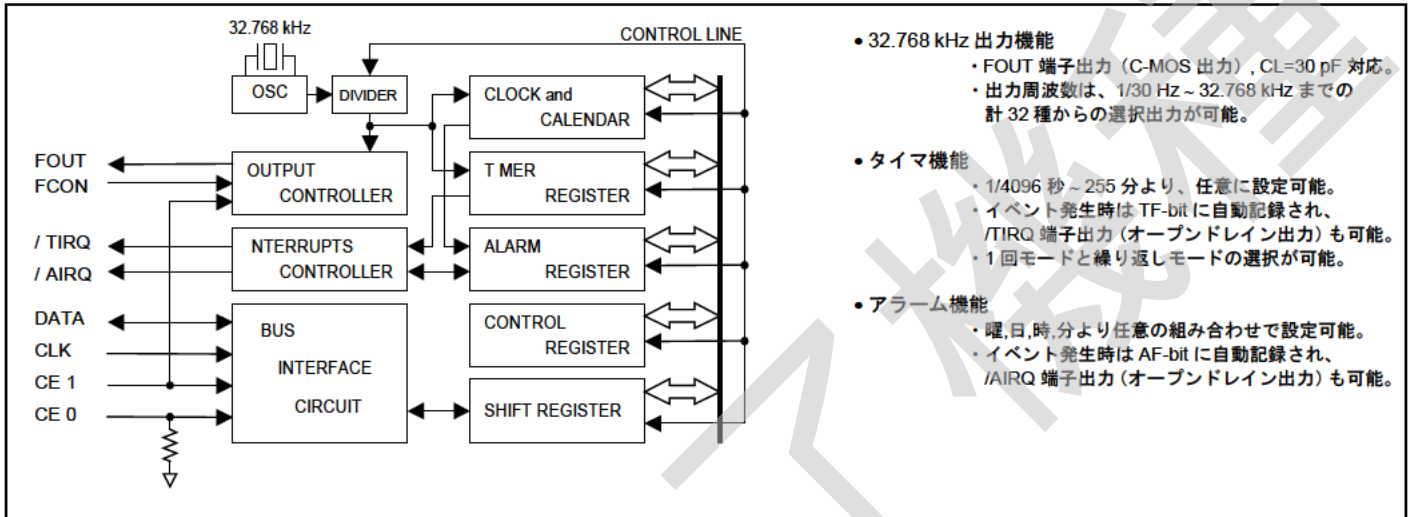 32.768 kHz
CONTROL LINE
OSC
DIVIDER
CLOCK and
CALENDAR
FOUT
FCON
OUTPUT
CONTROLLER
T MER
REGISTER
/ TIRQ
/ AIRQ
NTERRUPTS
CONTROLLER
ALARM
REGISTER
DATA
CLK
CE 1
CE 0
BUS
INTERFACE
CIRCUIT
CONTROL
REGISTER
SHIFT REGISTER
• 32.768 kHz 出力機能
・FOUT 端子出力（C-MOS 出力）, CL=30 pF 対応。
・出力周波数は、1/30 Hz ~ 32.768 kHz までの
計 32 種からの選択出力が可能。
• タイマ機能
・1/4096 秒 ~ 255 分より、任意に設定可能。
・イベント発生時は TF-bit に自動記録され、
/TIRQ 端子出力（オープンドレイン出力）も可能。
・1 回モードと繰り返しモードの選択が可能。
• アラーム機能
・曜,日,時,分より任意の組み合わせで設定可能。
・イベント発生時は AF-bit に自動記録され、
/AIRQ 端子出力（オープンドレイン出力）も可能。
了機種